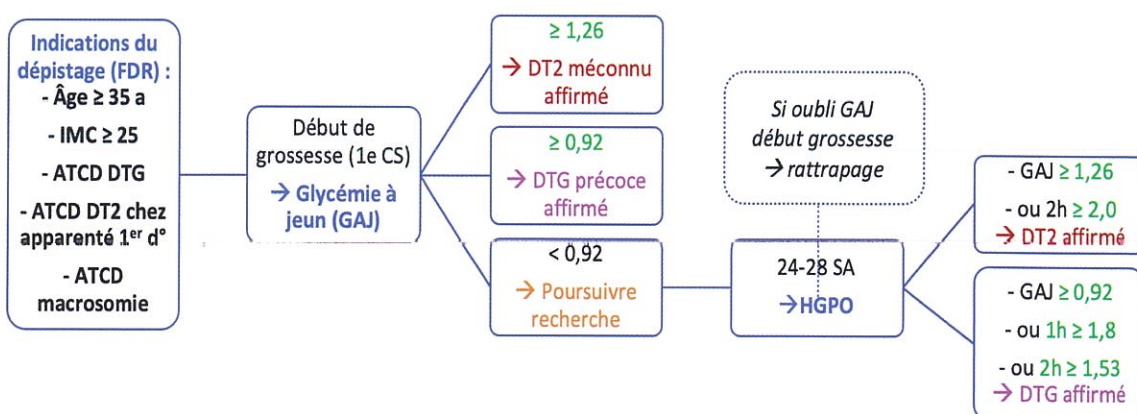 Indications du
dépistage (FDR) :
- Âge ≥ 35 a
- IMC ≥ 25
- ATCD DTG
- ATCD DT2 chez
apparenté 1er d°
- ATCD
macrosomie
Début de
grossesse (1e CS)
→ Glycémie à
jeun (GAJ)
≥ 1,26
→ DT2 méconnu
affirmé
≥ 0,92
→ DTG précoce
affirmé
< 0,92
→ Poursuivre
recherche
Si oubli GAJ
début grossesse
→ rattrapage
24-28 SA
→HGPO
- GAJ ≥ 1,26
- ou 2h ≥ 2,0
→ DT2 affirmé
- GAJ ≥0,92
- ou 1h ≥ 1,8
- ou 2h ≥ 1,53
→ DTG affirmé